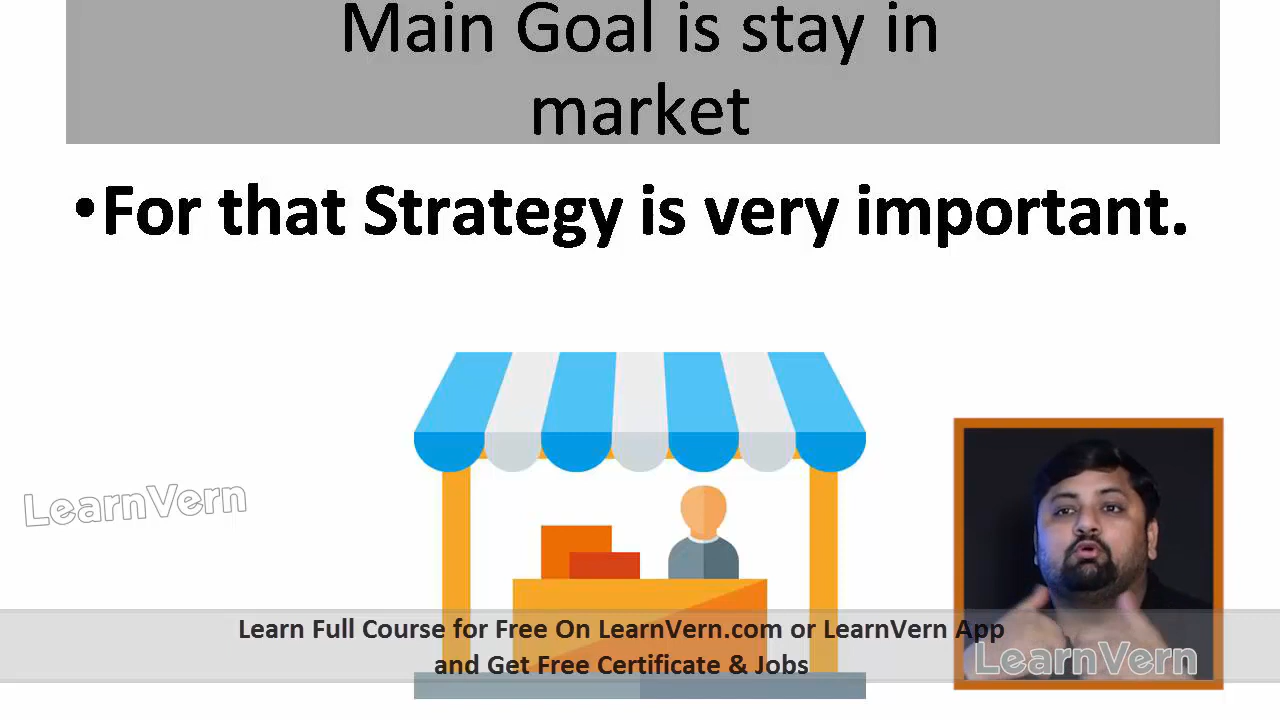 Main Goal is stay in
market
•For that Strategy is very important.
LearnVern
Learn Full Course for Free On LearnVern.com or LearnVern App
and Get Free Certificate & Jobs
LearnVern